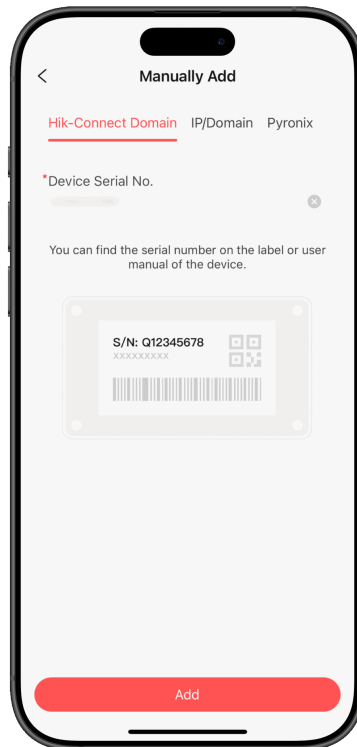 Manually Add
Hik-Connect Domain IP/Domain Pyronix
*Device Serial No.
You can find the serial number on the label or user
manual of the device.
S/N: Q12345678
XXXXXXXXX
Add